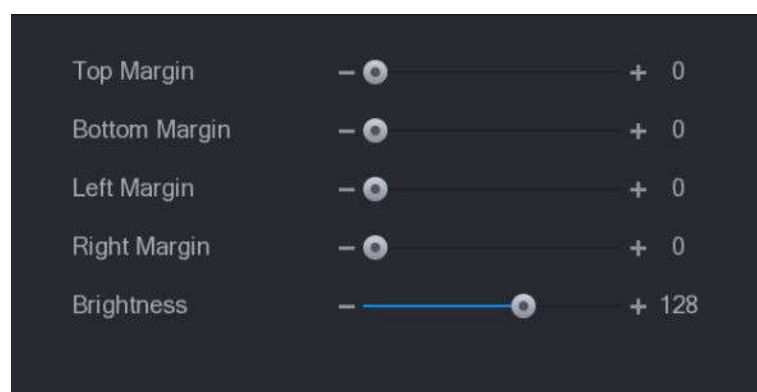 Top Margin − + 0
Bottom Margin − + 0
Left Margin − + 0
Right Margin − + 0
Brightness − + 128